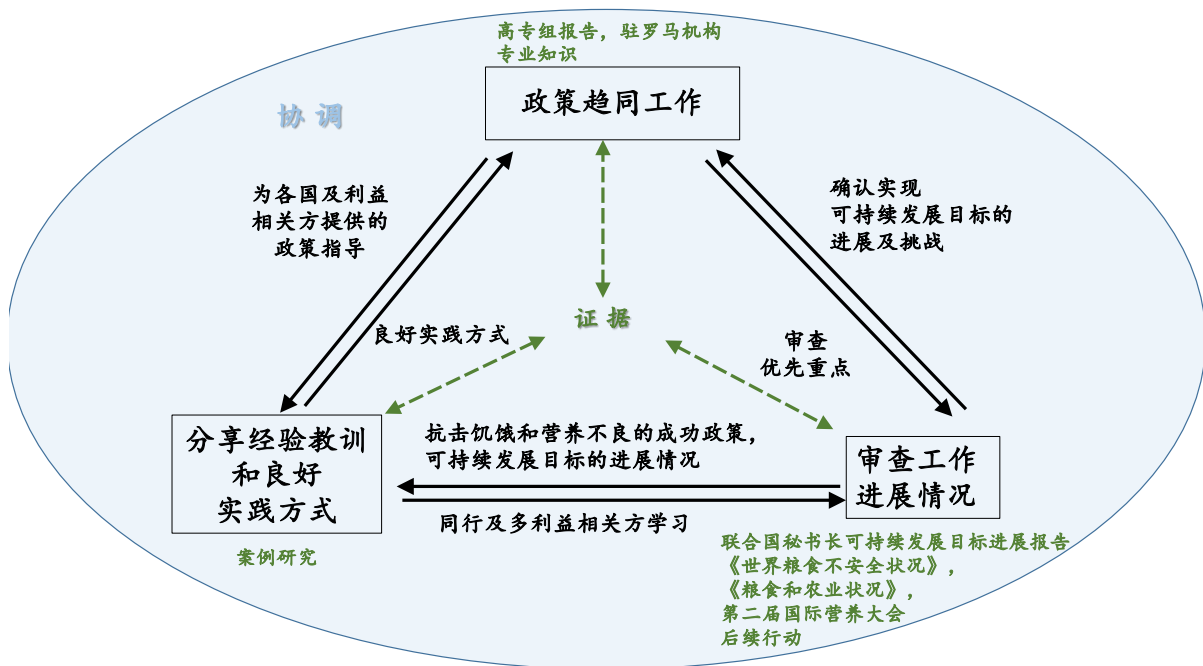 高专组报告，驻罗马机构
专业知识
政策趋同工作
协调
为各国及利益
相关方提供的
政策指导
确认实现
可持续发展目标的
进展及挑战
证据
良好实践方式
审查
优先重点
分享经验教训
和良好
实践方式
抗击饥饿和营养不良的成功政策，
可持续发展目标的进展情况
审查工作
进展情况
同行及多利益相关方学习
案例研究
联合国秘书长可持续发展目标进展报告
《世界粮食不安全状况》，
《粮食和农业状况》，
第二届国际营养大会
后续行动